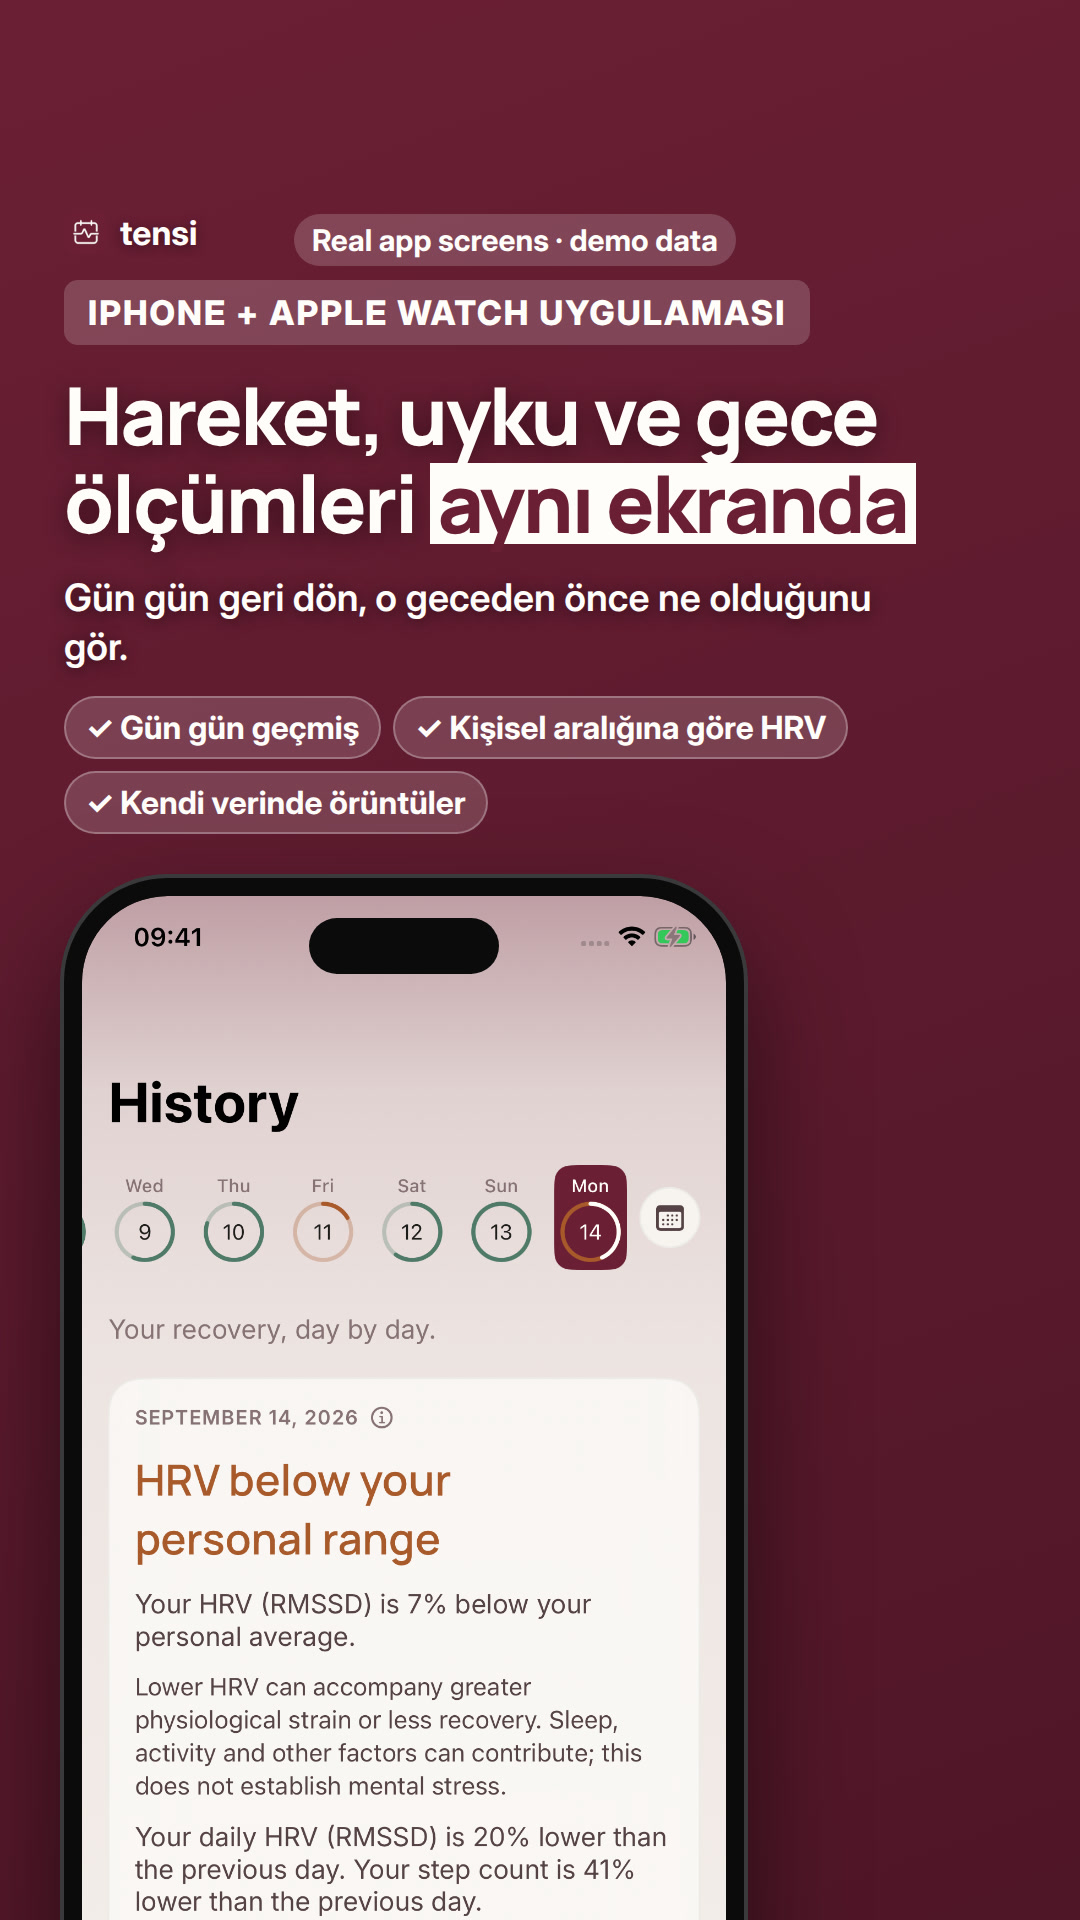 tensi
Real app screens · demo data
IPHONE + APPLE WATCH UYGULAMASI
Hareket, uyku ve gece
ölçümleri aynı ekranda
Gün gün geri dön, o geceden önce ne olduğunu
gör.
✓ Gün gün geçmiş ✓ Kişisel aralığına göre HRV
✓ Kendi verinde örüntüler
09:41
History
Wed Thu Fri Sat Sun Mon
9 10 11 12 13 14
Your recovery, day by day.
SEPTEMBER 14, 2026
HRV below your
personal range
Your HRV (RMSSD) is 7% below your
personal average.
Lower HRV can accompany greater
physiological strain or less recovery. Sleep,
activity and other factors can contribute; this
does not establish mental stress.
Your daily HRV (RMSSD) is 20% lower than
the previous day. Your step count is 41%
lower than the previous day.